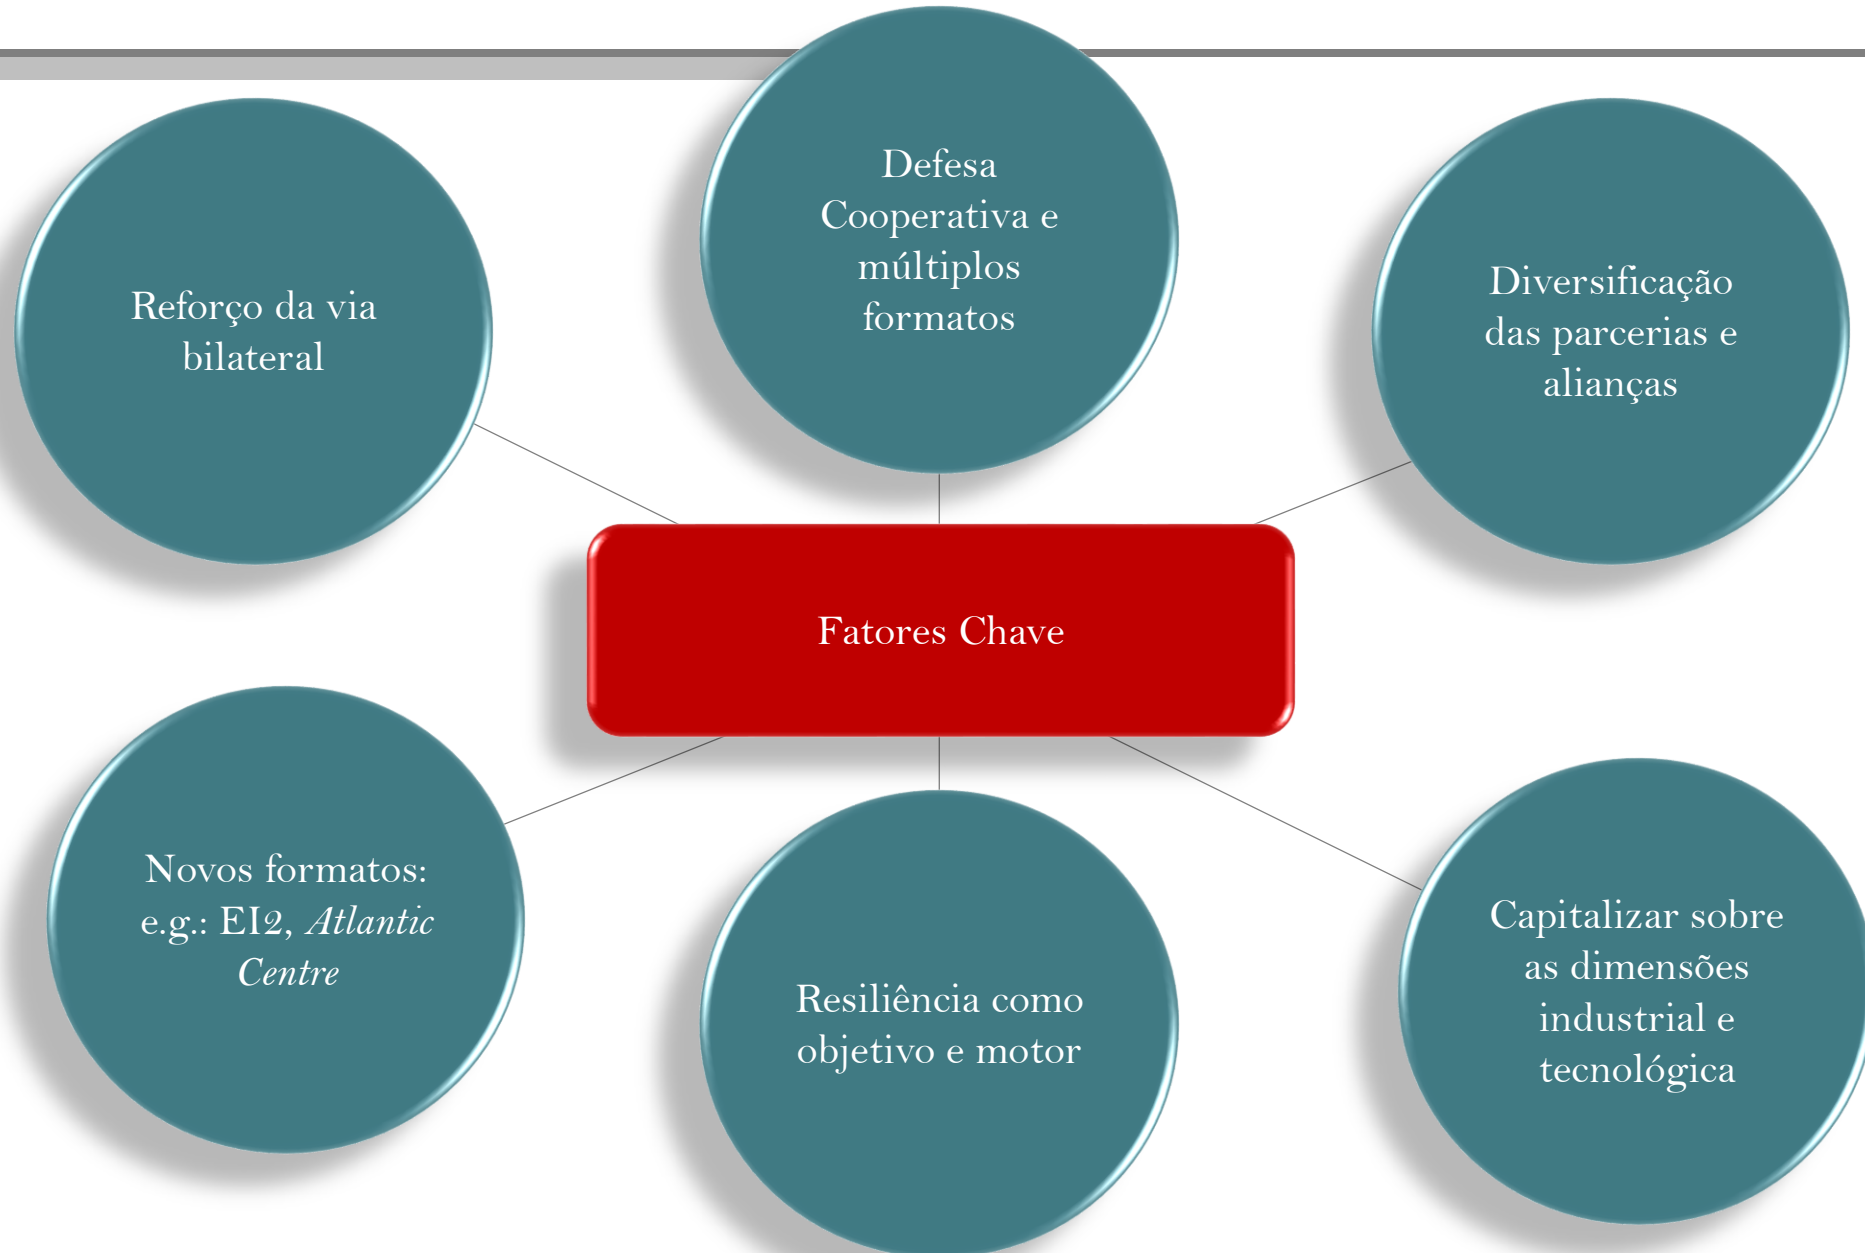 Reforço da via
bilateral
Defesa
Cooperativa e
múltiplos
formatos
Diversificação
das parcerias e
alianças
Fatores Chave
Novos formatos:
e.g.: EI2, Atlantic
Centre
Resiliência como
objetivo e motor
Capitalizar sobre
as dimensões
industrial e
tecnológica